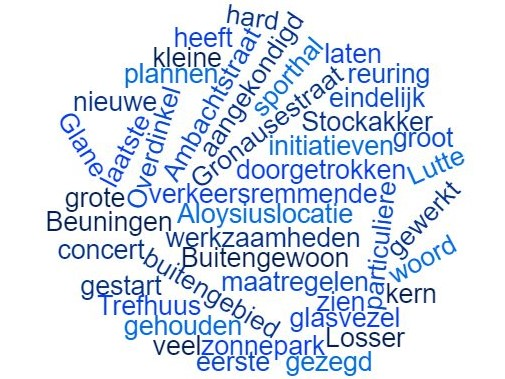 hard
heeft
kleine
plannen
Ambachtstraat
aangekondigd
sporthal
laten
reuring
eindelijk
nieuwe
Glane
laatste
Overdinkel
Gronausestraat
Stockakker
initiatieven
groot
doorgetrokken
Lutte
grote
verkeersremmende
Beuningen
Aloysiuslocatie
particuliere
gewerkt
werkzaamheden
concert
buitengebied
Buitengewoon
woord
gestart
maatregelen
kern
Trefhuus
zien
gehouden
glasvezel
veel
zonnepark
Losser
eerste
gezegd